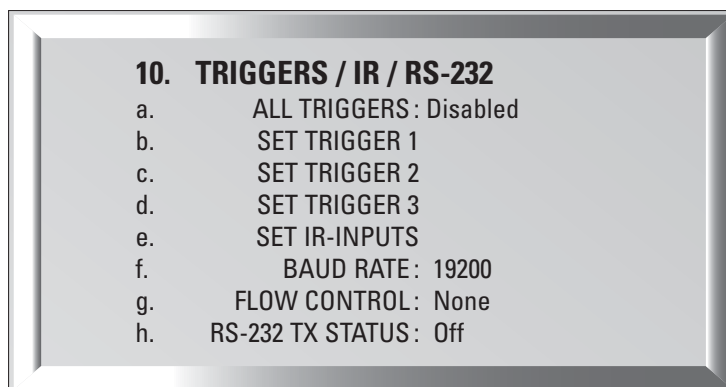 10. TRIGGERS / IR / RS-232
a. ALL TRIGGERS: Disabled
b. SET TRIGGER 1
c. SET TRIGGER 2
d. SET TRIGGER 3
e. SET IR-INPUTS
f. BAUD RATE: 19200
g. FLOW CONTROL: None
h. RS-232 TX STATUS: Off